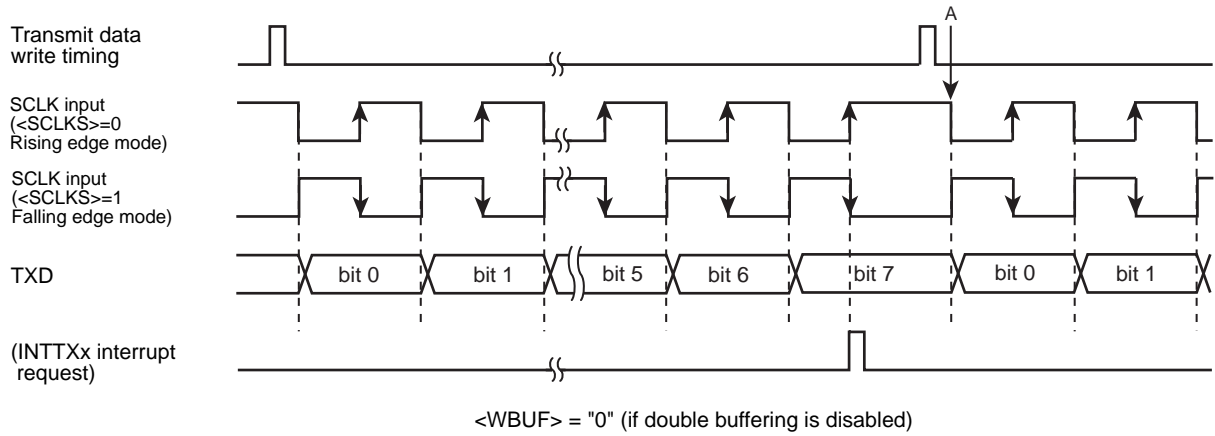 A
Transmit data
write timing
SCLK input
(<SCLKS>=0
Rising edge mode)
SCLK input
(<SCLKS>=1
Falling edge mode)
TXD
bit 0
bit 1
bit 5
bit 6
bit 7
bit 0
bit 1
(INTTXx interrupt
request)
<WBUF> = "0" (if double buffering is disabled)